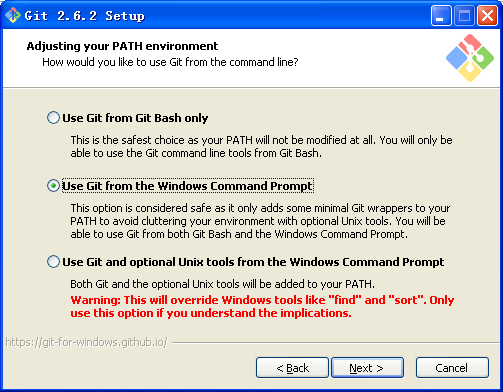 Git 2.6.2 Setup
Adjusting your PATH environment
How would you like to use Git from the command line?
Use Git from Git Bash only
This is the safest choice as your PATH will not be modified at all. You will only be
able to use the Git command line tools from Git Bash.
Use Git from the Windows Command Prompt
This option is considered safe as it only adds some minimal Git wrappers to your
PATH to avoid cluttering your environment with optional Unix tools. You will be
able to use Git from both Git Bash and the Windows Command Prompt.
Use Git and optional Unix tools from the Windows Command Prompt
Both Git and the optional Unix tools will be added to your PATH.
Warning: This will override Windows tools like "find" and "sort". Only
use this option if you understand the implications.
https://git-for-windows.github.io/
< Back Next > Cancel